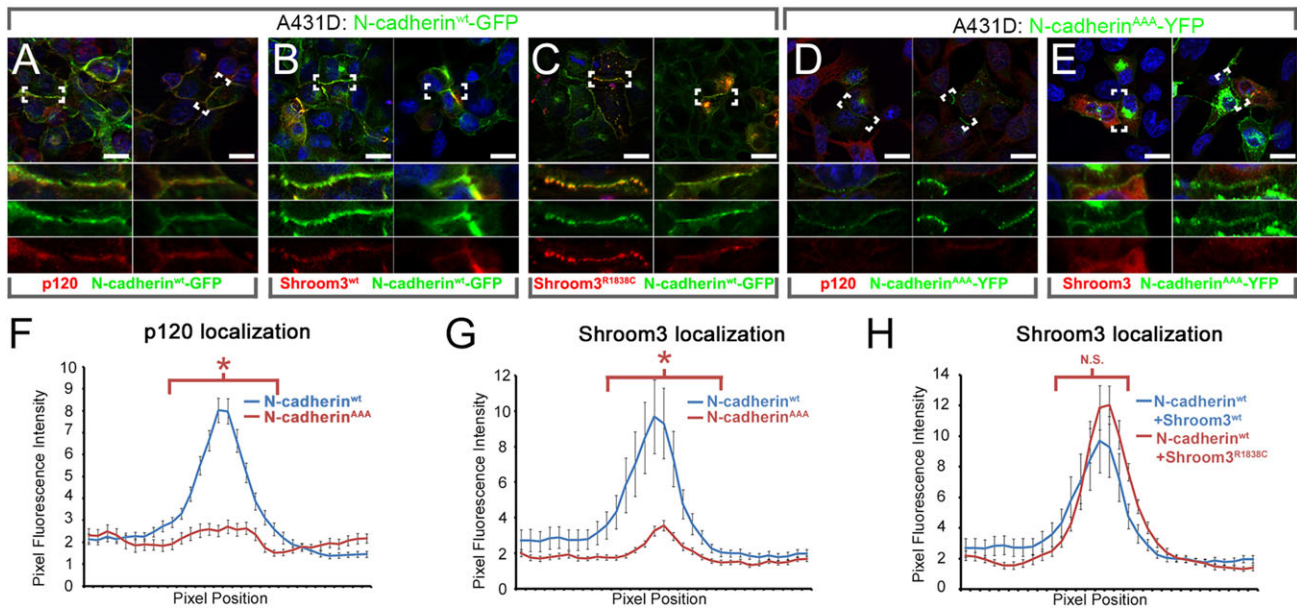 A431D: N-cadherinwt-GFP
A431D: N-cadherinAAA-YFP
A
B
C
D
E
p120 N-cadherinwt-GFP
Shroom3wt N-cadherinwt-GFP
Shroom3R1838C N-cadherinwt-GFP
p120 N-cadherinAAA-YFP
Shroom3 N-cadherinAAA-YFP
F
p120 localization
*
N-cadherinwt
N-cadherinAAA
Pixel Fluorescence Intensity
10
9
8
7
6
5
4
3
2
1
0
Pixel Position
G
Shroom3 localization
*
N-cadherinwt
N-cadherinAAA
Pixel Fluorescence Intensity
12
10
8
6
4
2
0
Pixel Position
H
Shroom3 localization
N.S.
N-cadherinwt
+Shroom3wt
N-cadherinwt
+Shroom3R1838C
Pixel Fluorescence Intensity
14
12
10
8
6
4
2
0
Pixel Position